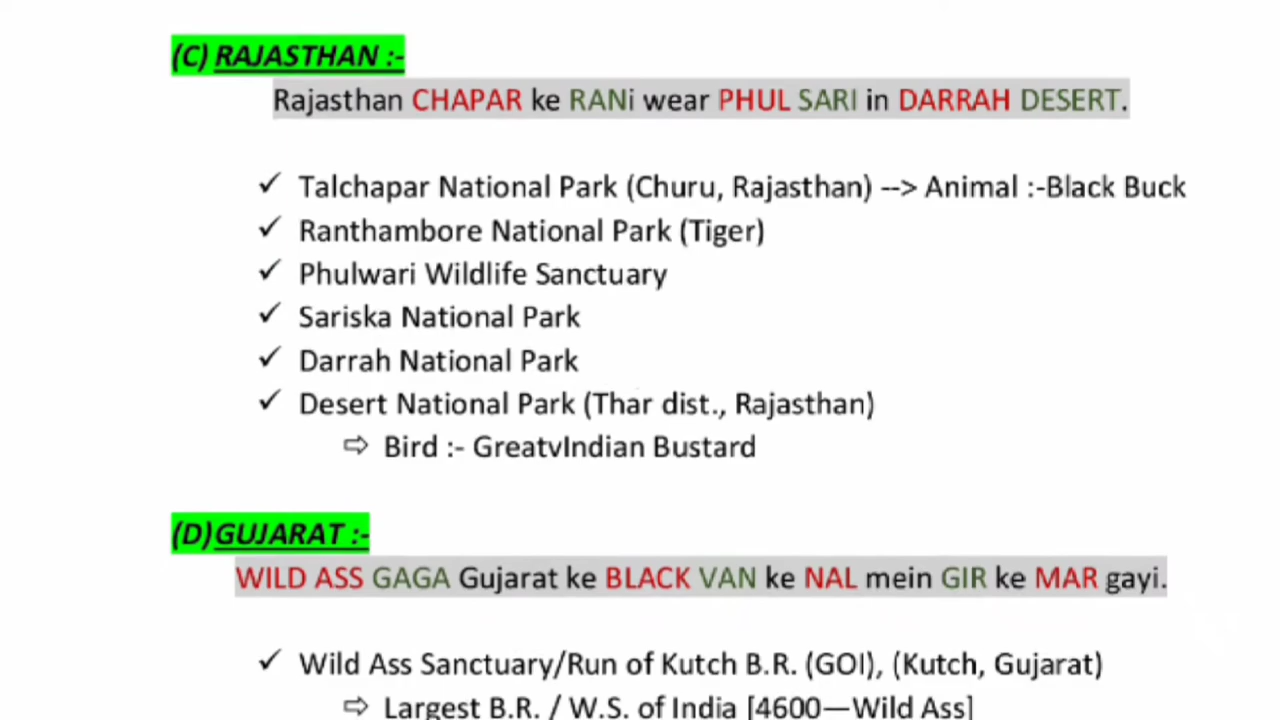 (C) RAJASTHAN :-
Rajasthan CHAPAR ke RANi wear PHUL SARI in DARRAH DESERT.
✓ Talchapar National Park (Churu, Rajasthan) --> Animal :-Black Buck
✓ Ranthambore National Park (Tiger)
✓ Phulwari Wildlife Sanctuary
✓ Sariska National Park
✓ Darrah National Park
✓ Desert National Park (Thar dist., Rajasthan)
⇨ Bird :- GreatvIndian Bustard
(D)GUJARAT :-
WILD ASS GAGA Gujarat ke BLACK VAN ke NAL mein GIR ke MAR gayi.
✓ Wild Ass Sanctuary/Run of Kutch B.R. (GOI), (Kutch, Gujarat)
⇨ Largest B.R. / W.S. of India [4600—Wild Ass]